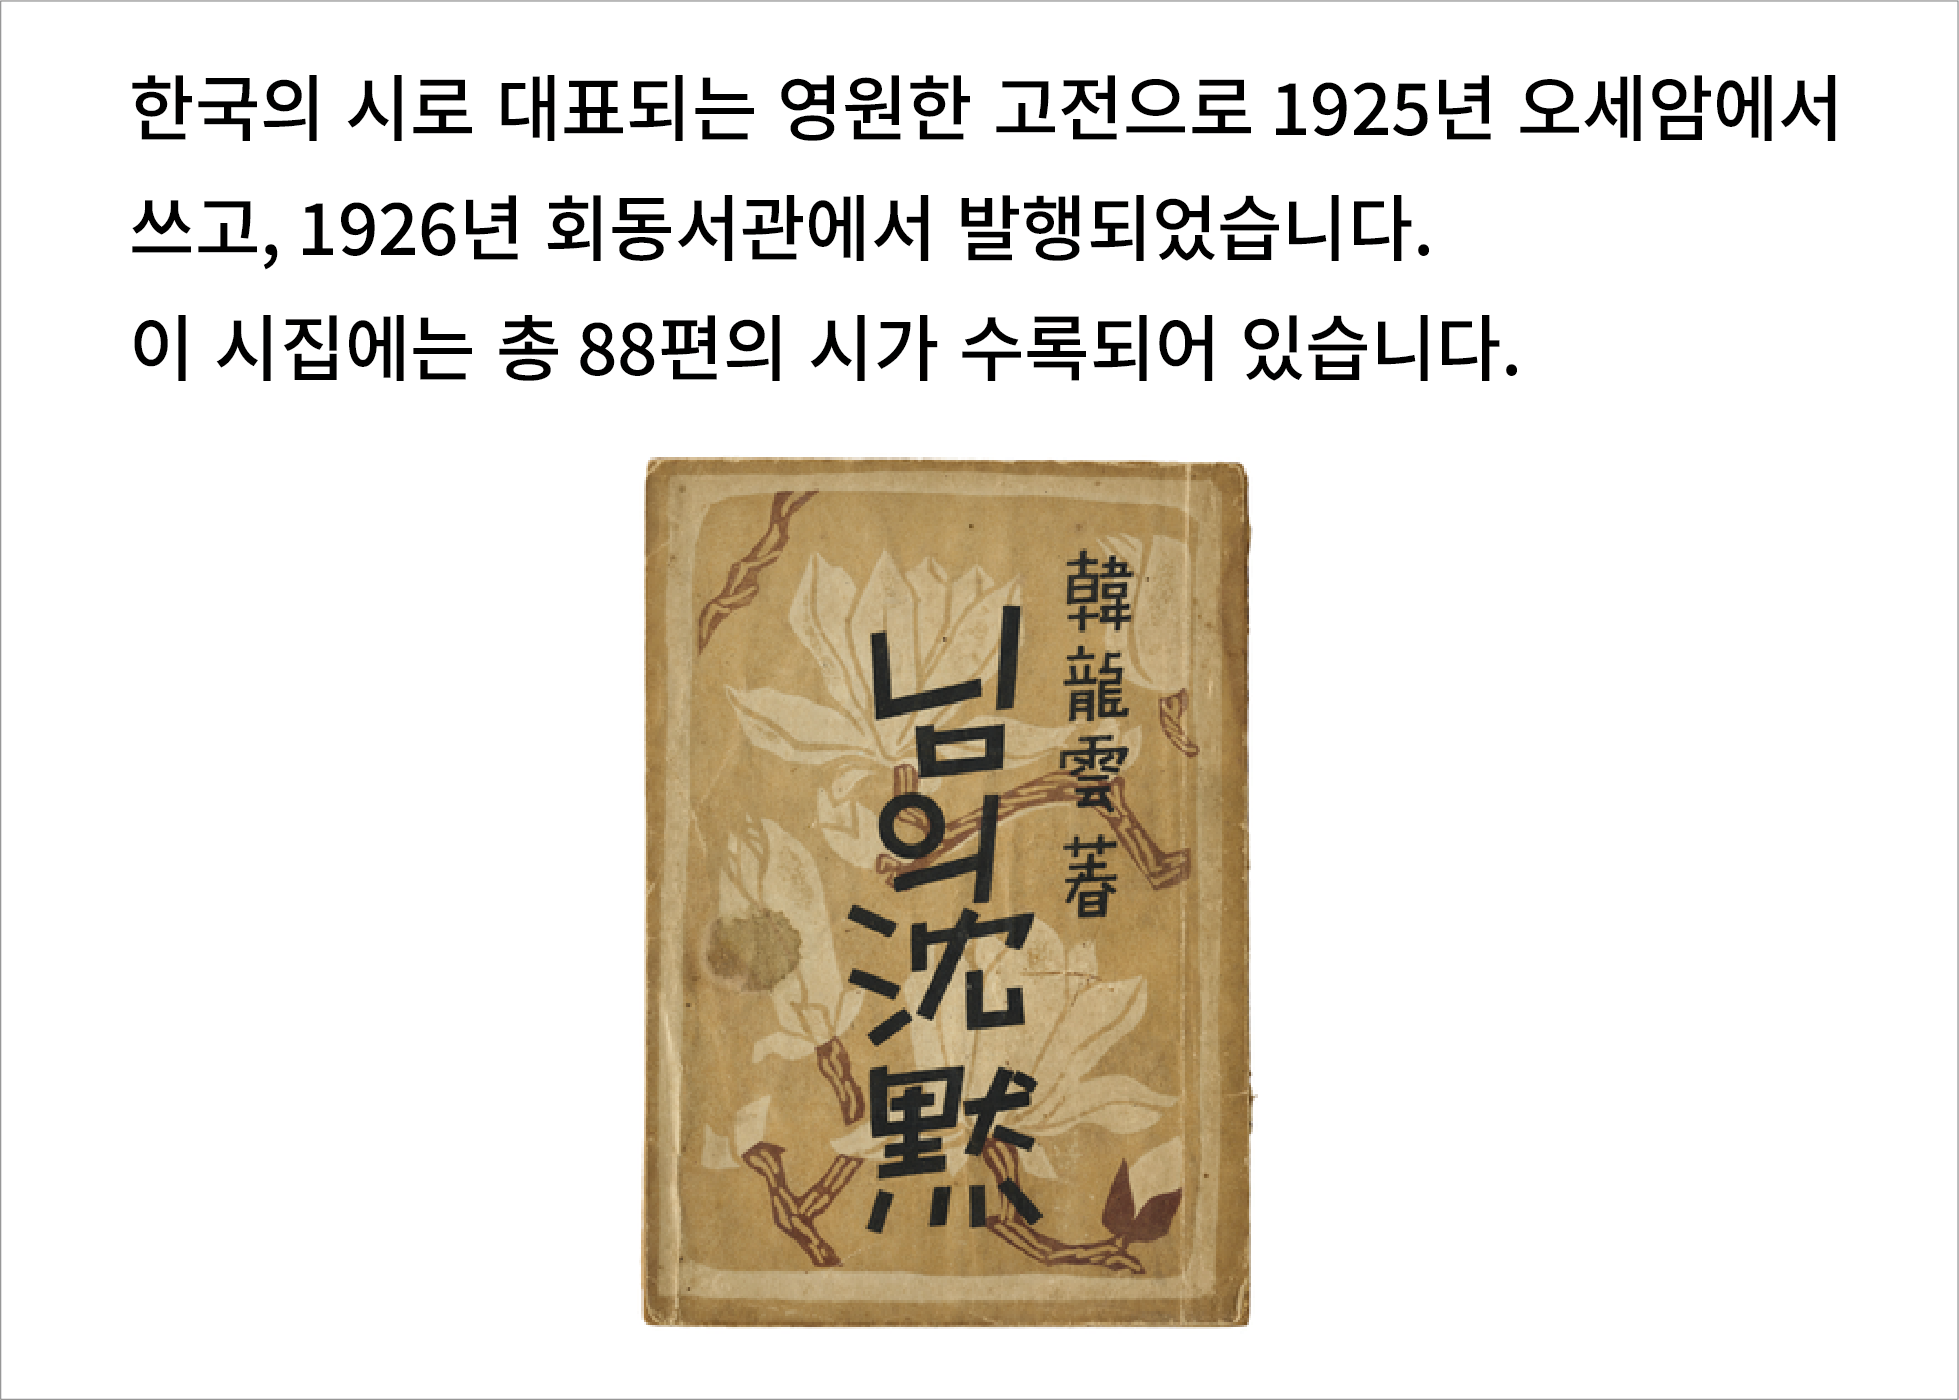 한국의 시로 대표되는 영원한 고전으로 1925년 오세암에서
쓰고, 1926년 회동서관에서 발행되었습니다.
이 시집에는 총 88편의 시가 수록되어 있습니다.
韓龍雲 著
님의沈默